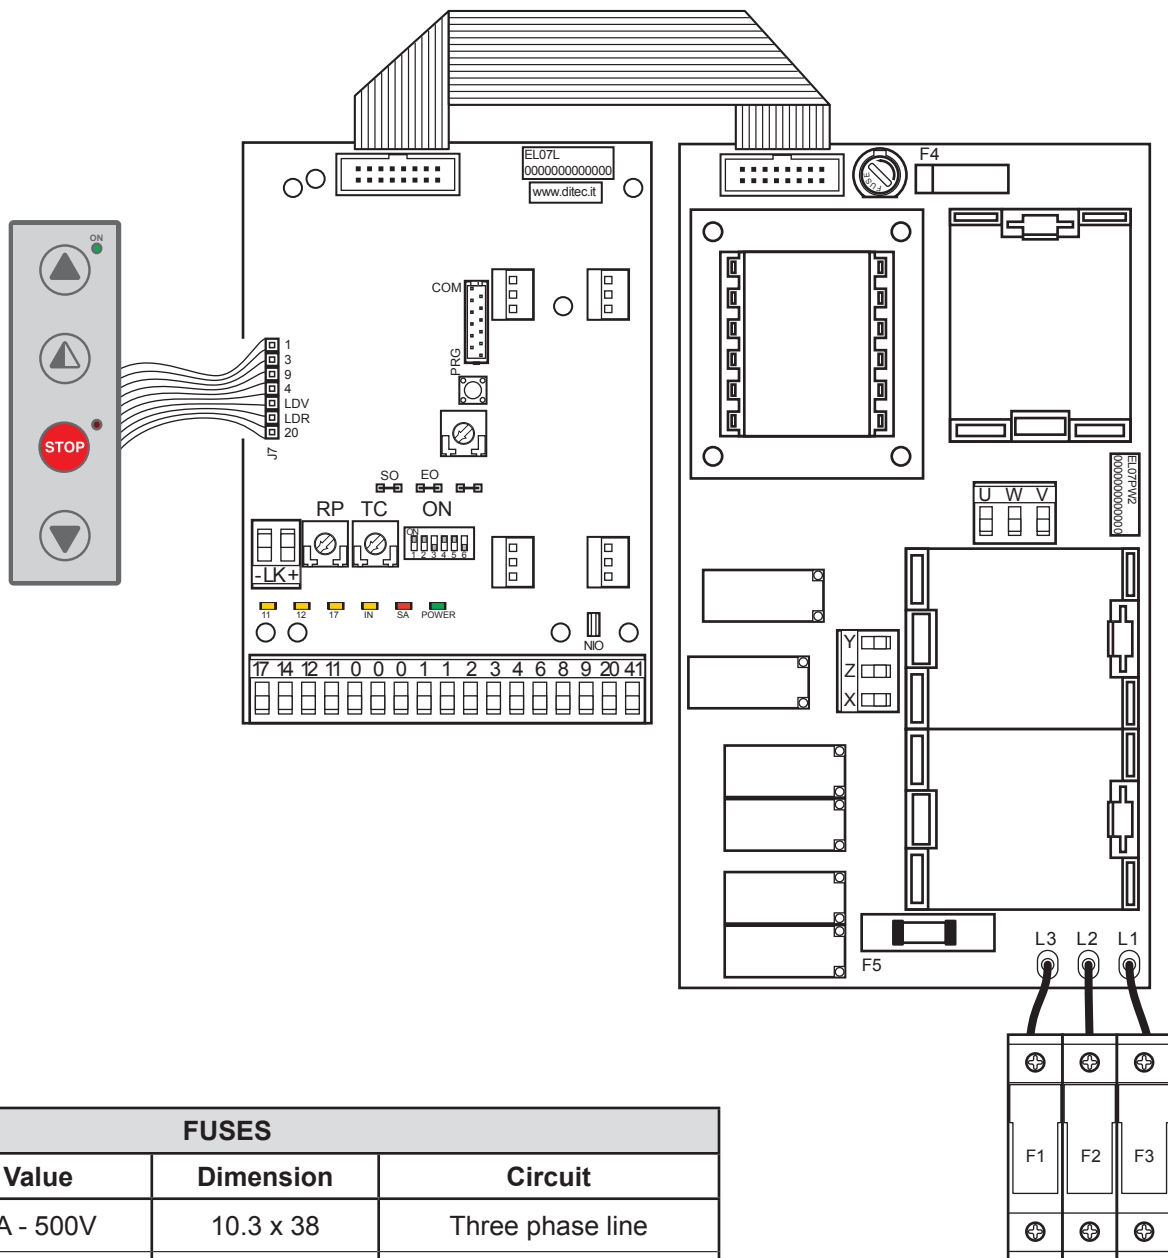 EL07L
0000000000000
www.ditec.it
F4
FUSE
ON
STOP
COM
PRG
1
3
9
4
LDV
LDR
20
J7
SO EO
RP TC ON
ON
1 2 3 4 5 6
-LK+
11 12 17 IN SA POWER
NIO
17 14 12 11 0 0 0 1 1 2 3 4 6 8 9 20 41
EL07PW2
0000000000000
U W V
Y
Z
X
F5
L3 L2 L1
F1 F2 F3
FUSES
Value Dimension Circuit
A - 500V 10.3 x 38 Three phase line